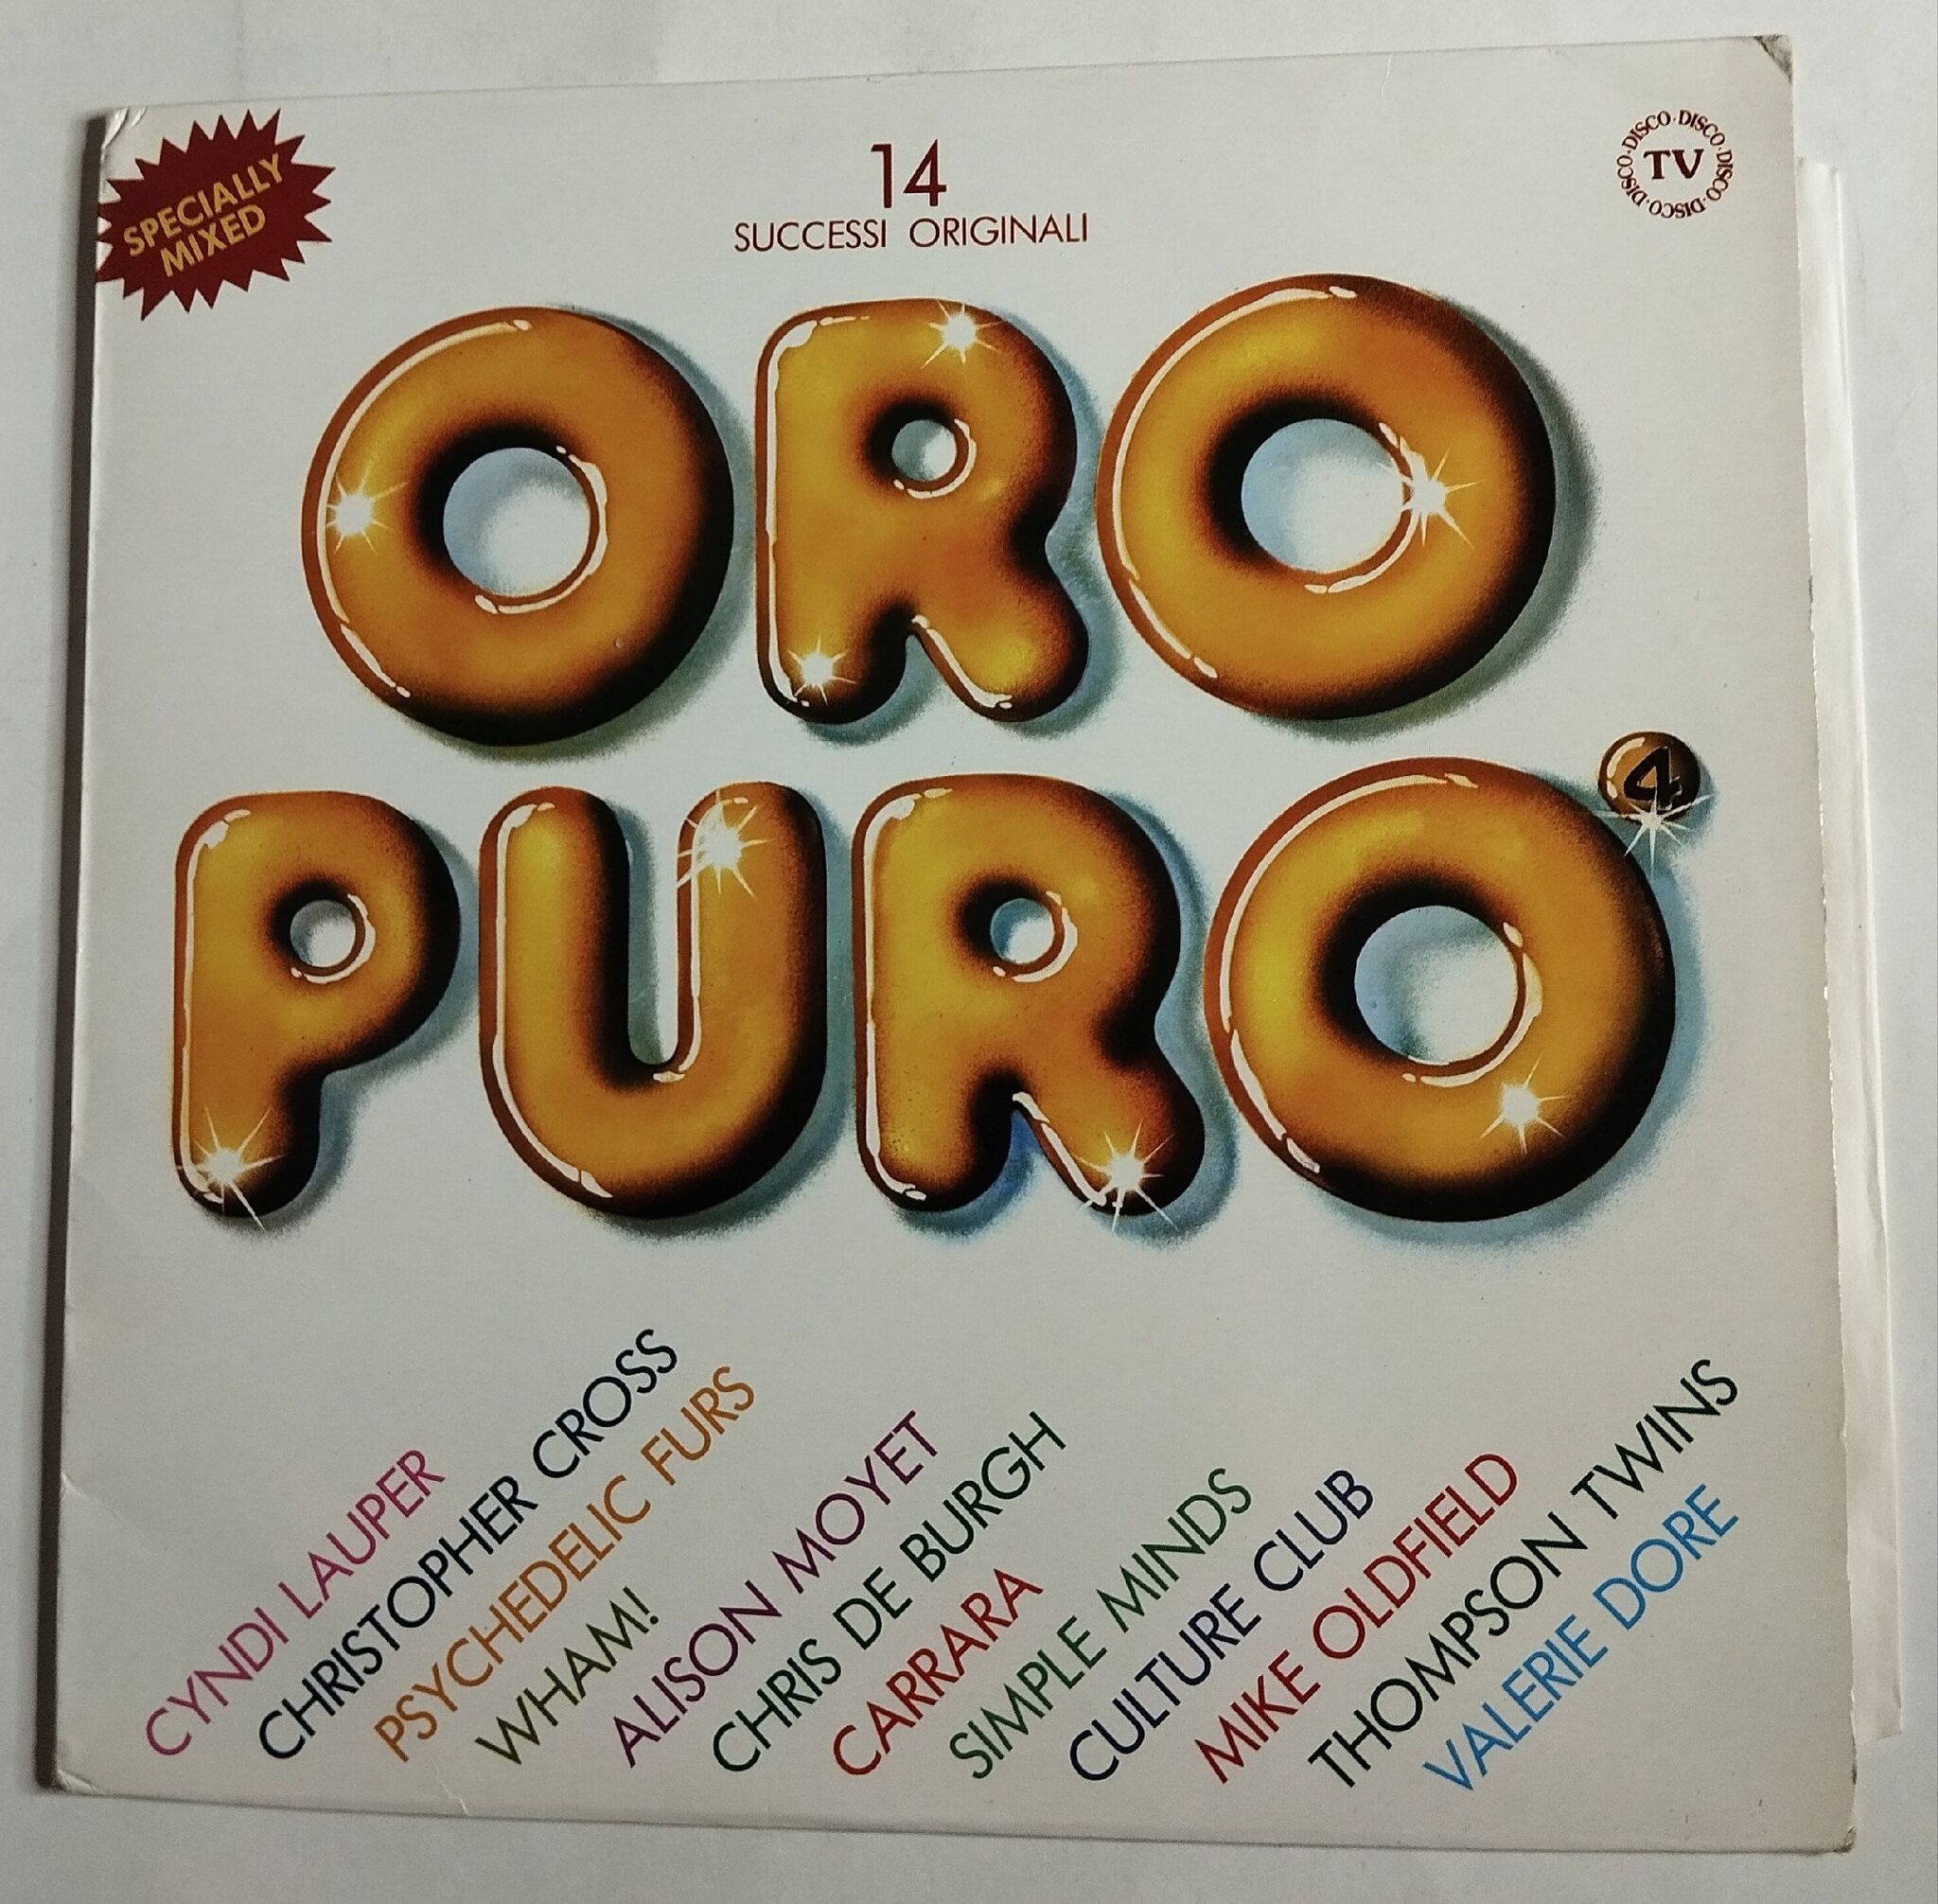 SPECIALLY
MIXED
14
SUCCESSI ORIGINALI
DISCO·DISCO·DISCO·DISCO·DISCO·
TV
ORO
PURO
4
CYNDI LAUPER
CHRISTOPHER CROSS
PSYCHEDELIC FURS
WHAM!
ALISON MOYET
CHRIS DE BURGH
CARRARA
SIMPLE MINDS
CULTURE CLUB
MIKE OLDFIELD
THOMPSON TWINS
VALERIE DORE